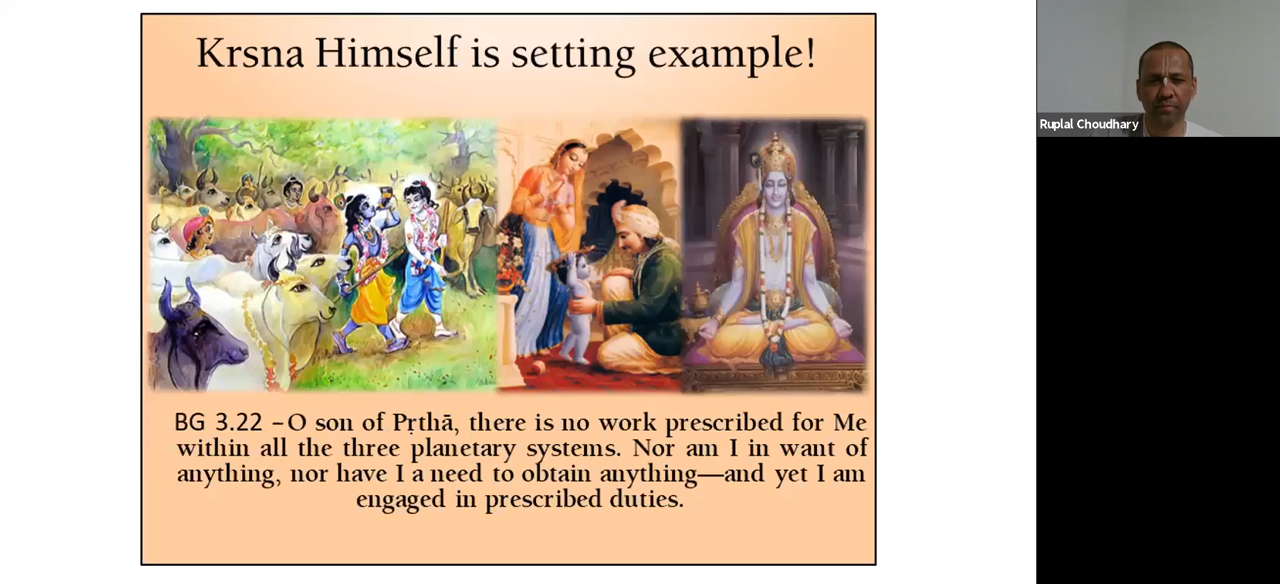 Krsna Himself is setting example!
Ruplal Choudhary
BG 3.22 –O son of Pṛthā, there is no work prescribed for Me
within all the three planetary systems. Nor am I in want of
anything, nor have I a need to obtain anything—and yet I am
engaged in prescribed duties.